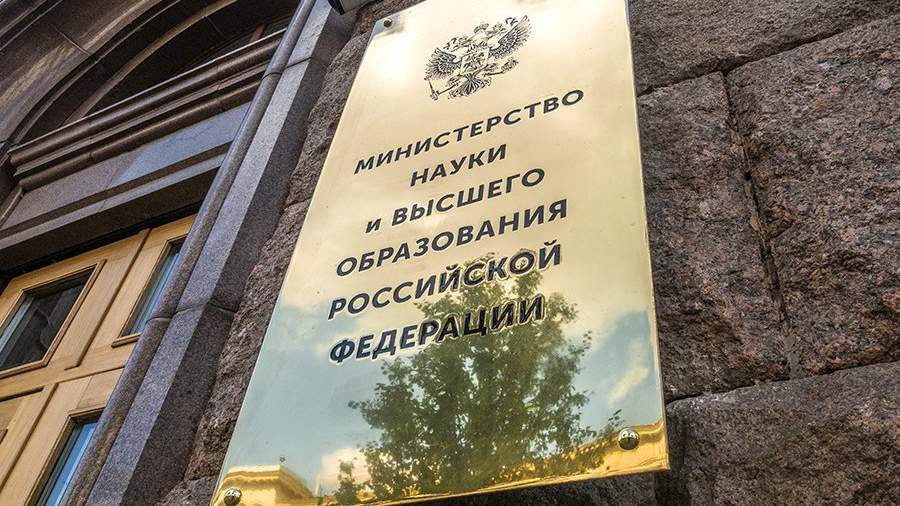 МИНИСТЕРСТВО
НАУКИ
и ВЫСШЕГО
ОБРАЗОВАНИЯ
РОССИЙСКОЙ
ФЕДЕРАЦИИ